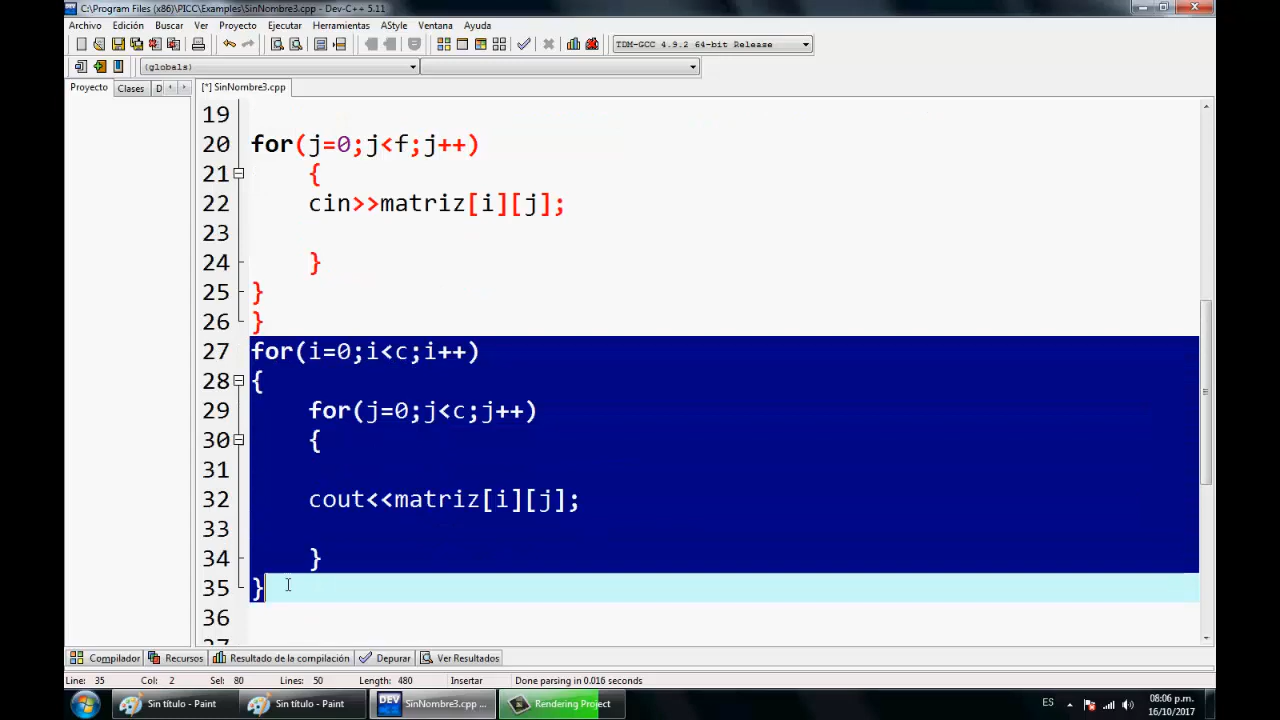 C:\Program Files (x86)\PICC\Examples\SinNombre3.cpp - Dev-C++ 5.11
Archivo Edición Buscar Ver Proyecto Ejecutar Herramientas AStyle Ventana Ayuda
TDM-GCC 4.9.2 64-bit Release
(globals)
Proyecto Clases D [*] SinNombre3.cpp
19
20 for(j=0;j<f;j++)
21 {
22 cin>>matriz[i][j];
23
24 }
25 }
26 }
27 for(i=0;i<c;i++)
28 {
29 for(j=0;j<c;j++)
30 {
31
32 cout<<matriz[i][j];
33
34 }
35 }
36
Compilador Recursos Resultado de la compilación Depurar Ver Resultados
Line: 35 Col: 2 Sel: 80 Lines: 50 Length: 480 Insertar Done parsing in 0.016 seconds
Sin título - Paint Sin título - Paint DEV SinNombre3.cpp ... Rendering Project ES 08:06 p.m.
16/10/2017